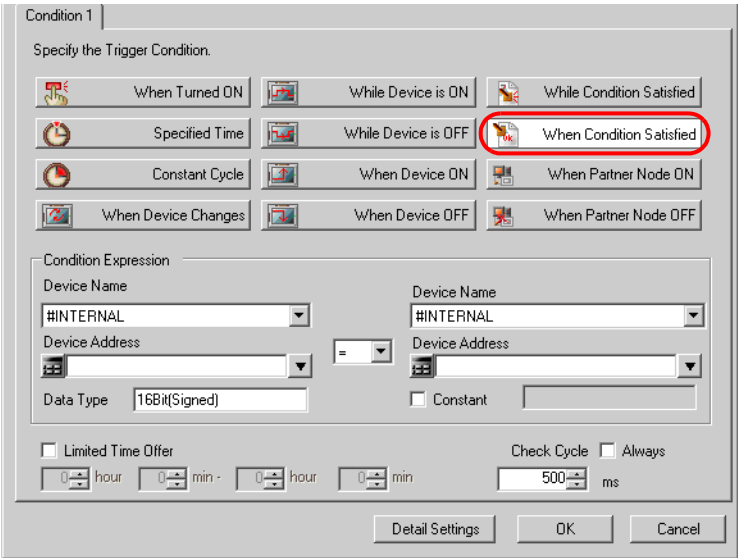 Condition 1
Specify the Trigger Condition.
When Turned ON While Device is ON While Condition Satisfied
Specified Time While Device is OFF When Condition Satisfied
Constant Cycle When Device ON When Partner Node ON
When Device Changes When Device OFF When Partner Node OFF
Condition Expression
Device Name Device Name
#INTERNAL #INTERNAL
Device Address = Device Address
Data Type 16Bit(Signed) Constant
Limited Time Offer Check Cycle Always
0 hour 0 min - 0 hour 0 min 500 ms
Detail Settings OK Cancel